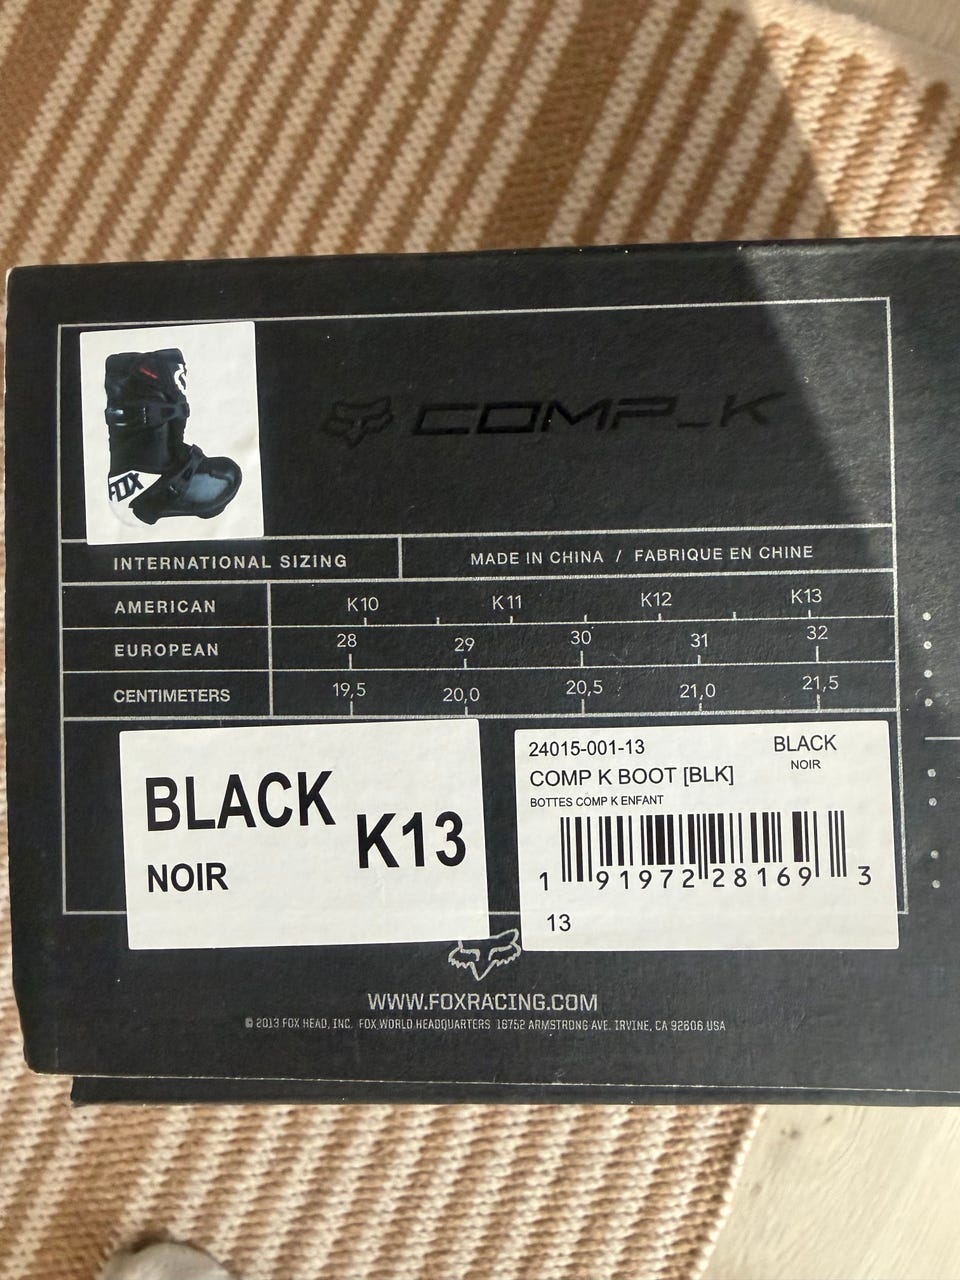 FOX
COMP_K
INTERNATIONAL SIZING
MADE IN CHINA / FABRIQUE EN CHINE
AMERICAN K10 K11 K12 K13
EUROPEAN 28 29 30 31 32
CENTIMETERS 19,5 20,0 20,5 21,0 21,5
BLACK
NOIR
K13
24015-001-13
BLACK
NOIR
COMP K BOOT [BLK]
BOTTES COMP K ENFANT
1 91972 28169 3
13
WWW.FOXRACING.COM
© 2013 FOX HEAD, INC. FOX WORLD HEADQUARTERS 16752 ARMSTRONG AVE. IRVINE, CA 92606 USA